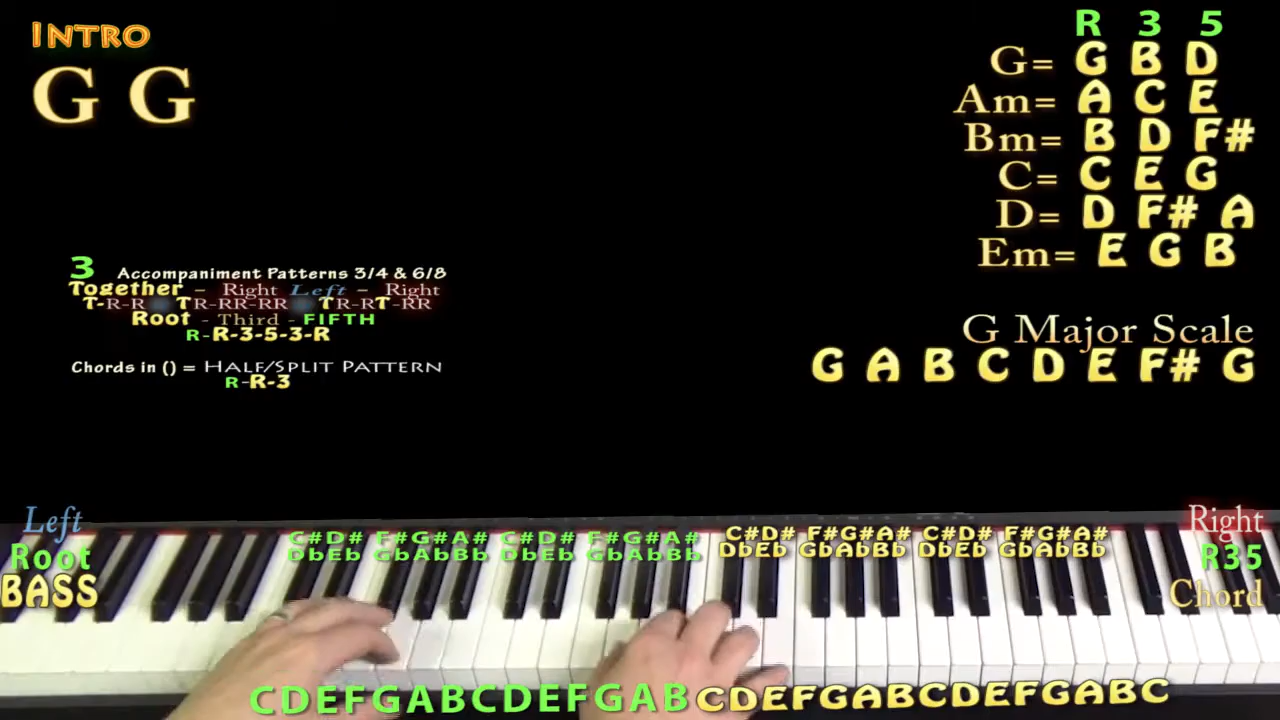 INTRO
G G
R 3 5
G= G B D
Am= A C E
Bm= B D F#
C= C E G
D= D F# A
Em= E G B
G Major Scale
G A B C D E F# G
3 Accompaniment Patterns 3/4 & 6/8
Together - Right Left - Right
T-R-R TR-RR-RR TR-RT-RR
Root - Third - FIFTH
R-R-3-5-3-R
Chords in () = HALF/SPLIT PATTERN
R-R-3
Left
Root
BASS
C#D# F#G#A# C#D# F#G#A# C#D# F#G#A# C#D# F#G#A#
DbEb GbAbBb DbEb GbAbBb DbEb GbAbBb DbEb GbAbBb
Right
R35
Chord
CDEFGABCDEFGAB CDEFGABCDEFGABC